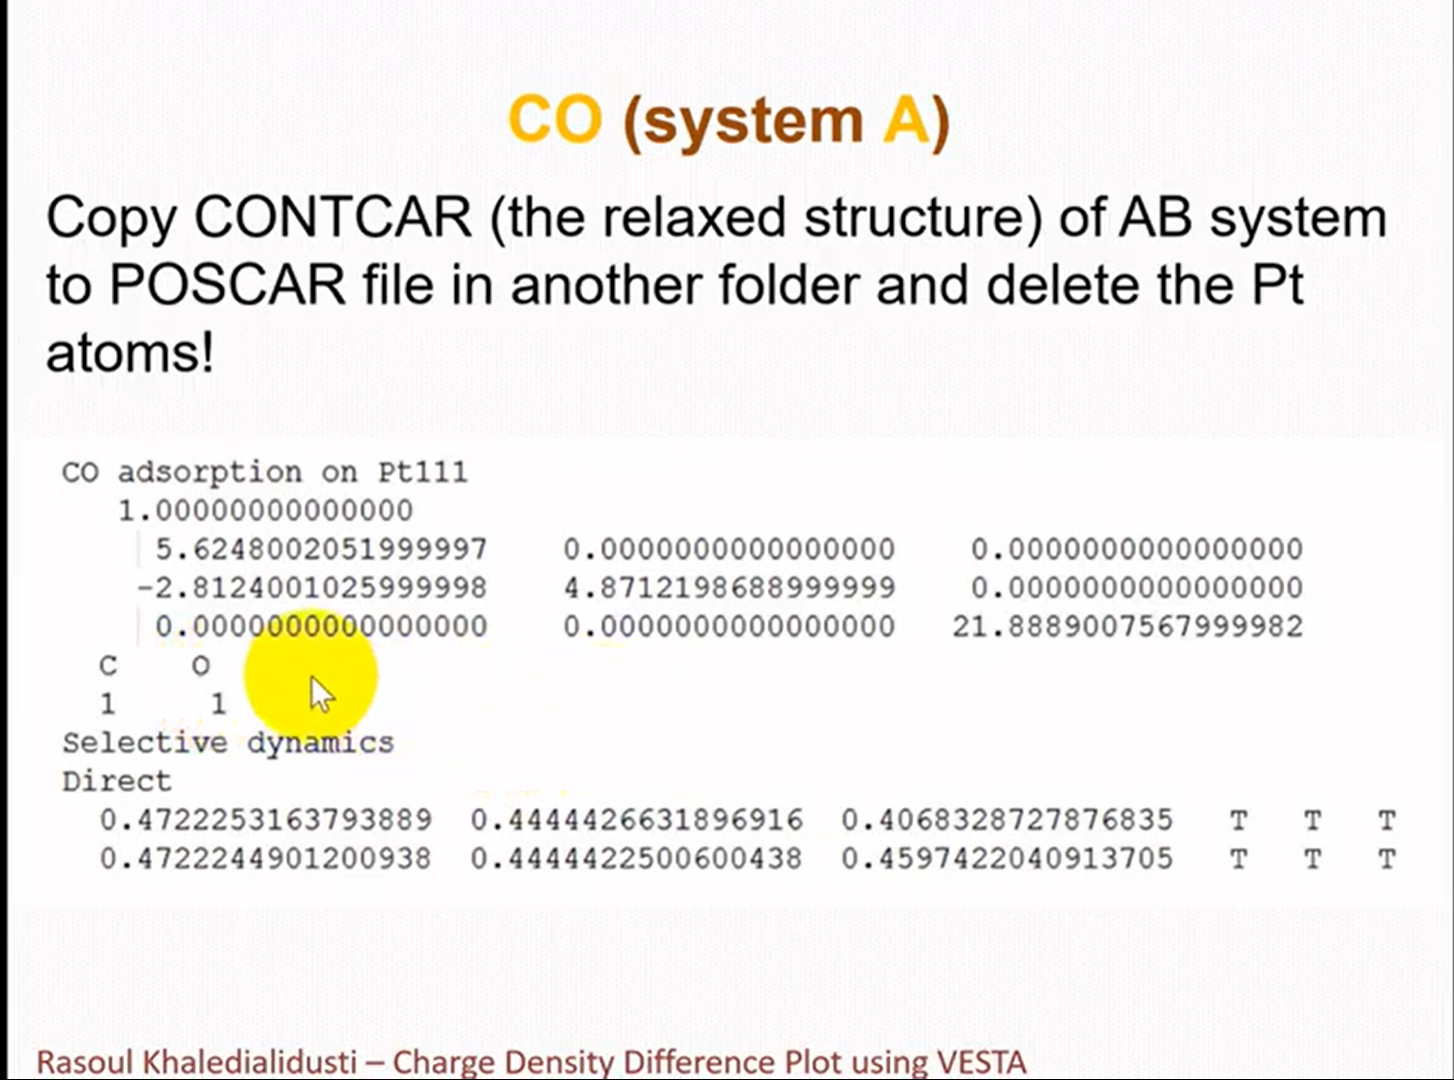 CO (system A)
Copy CONTCAR (the relaxed structure) of AB system
to POSCAR file in another folder and delete the Pt
atoms!
CO adsorption on Pt111
1.00000000000000
5.6248002051999997 0.0000000000000000 0.0000000000000000
-2.8124001025999998 4.8712198688999999 0.0000000000000000
0.0000000000000000 0.0000000000000000 21.8889007567999982
C O
1 1
Selective dynamics
Direct
0.4722253163793889 0.4444426631896916 0.4068328727876835 T T T
0.4722244901200938 0.4444422500600438 0.4597422040913705 T T T
Rasoul Khaledialidusti – Charge Density Difference Plot using VESTA